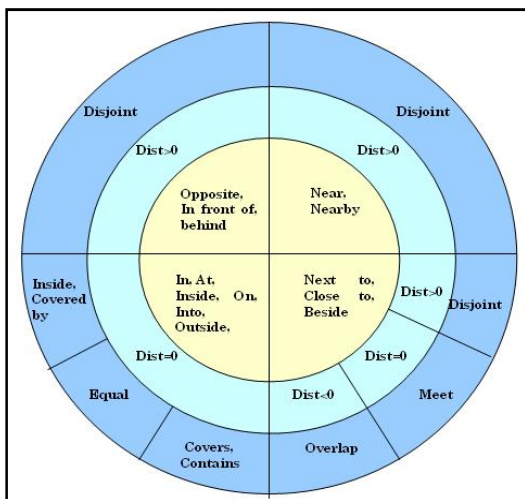 Disjoint
Disjoint
Dist>0
Dist>0
Opposite,
In front of,
behind
Near,
Nearby
Inside,
Covered
by
In, At,
Inside, On,
Into,
Outside,
Next to,
Close to,
Beside
Dist>0
Disjoint
Dist=0
Dist=0
Equal
Dist<0
Meet
Covers,
Contains
Overlap